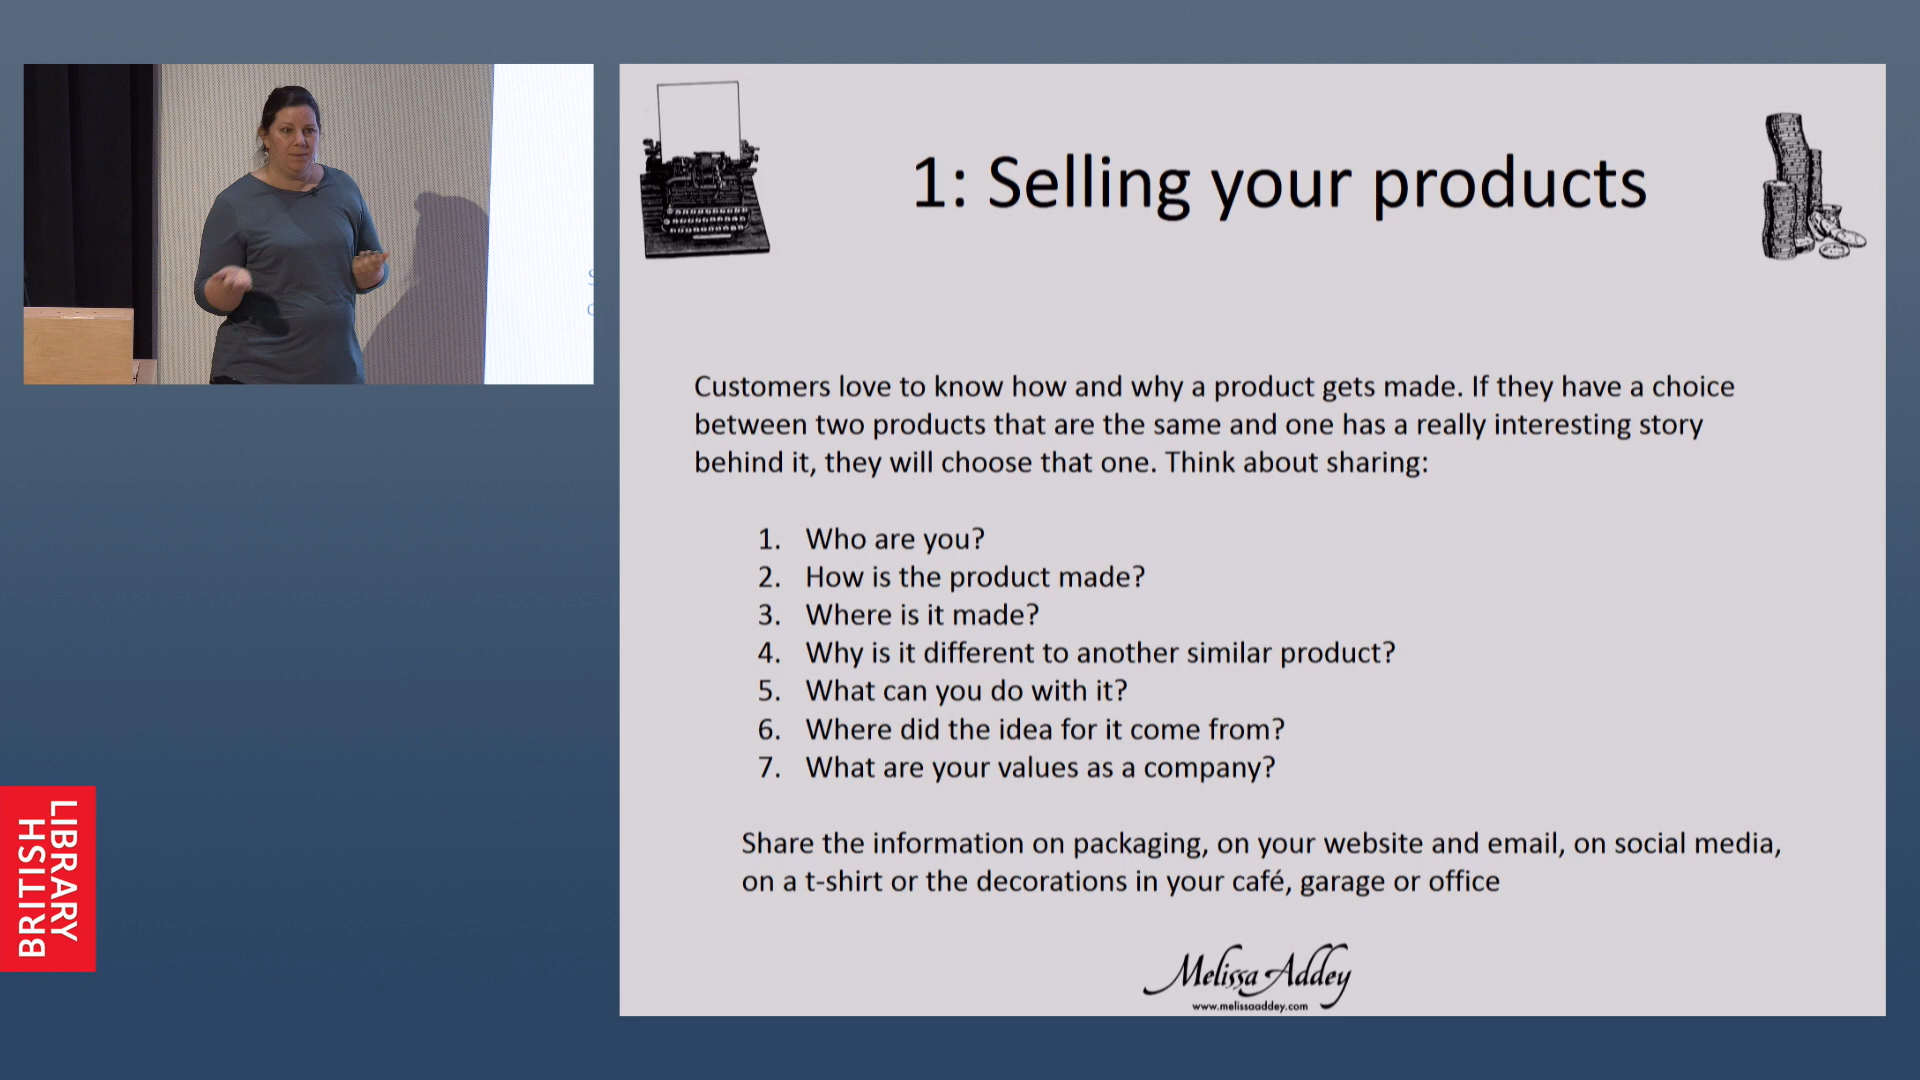 1: Selling your products
Customers love to know how and why a product gets made. If they have a choice
between two products that are the same and one has a really interesting story
behind it, they will choose that one. Think about sharing:
1. Who are you?
2. How is the product made?
3. Where is it made?
4. Why is it different to another similar product?
5. What can you do with it?
6. Where did the idea for it come from?
7. What are your values as a company?
Share the information on packaging, on your website and email, on social media,
on a t-shirt or the decorations in your café, garage or office
Melissa Addey
www.melissaaddey.com
BRITISH
LIBRARY